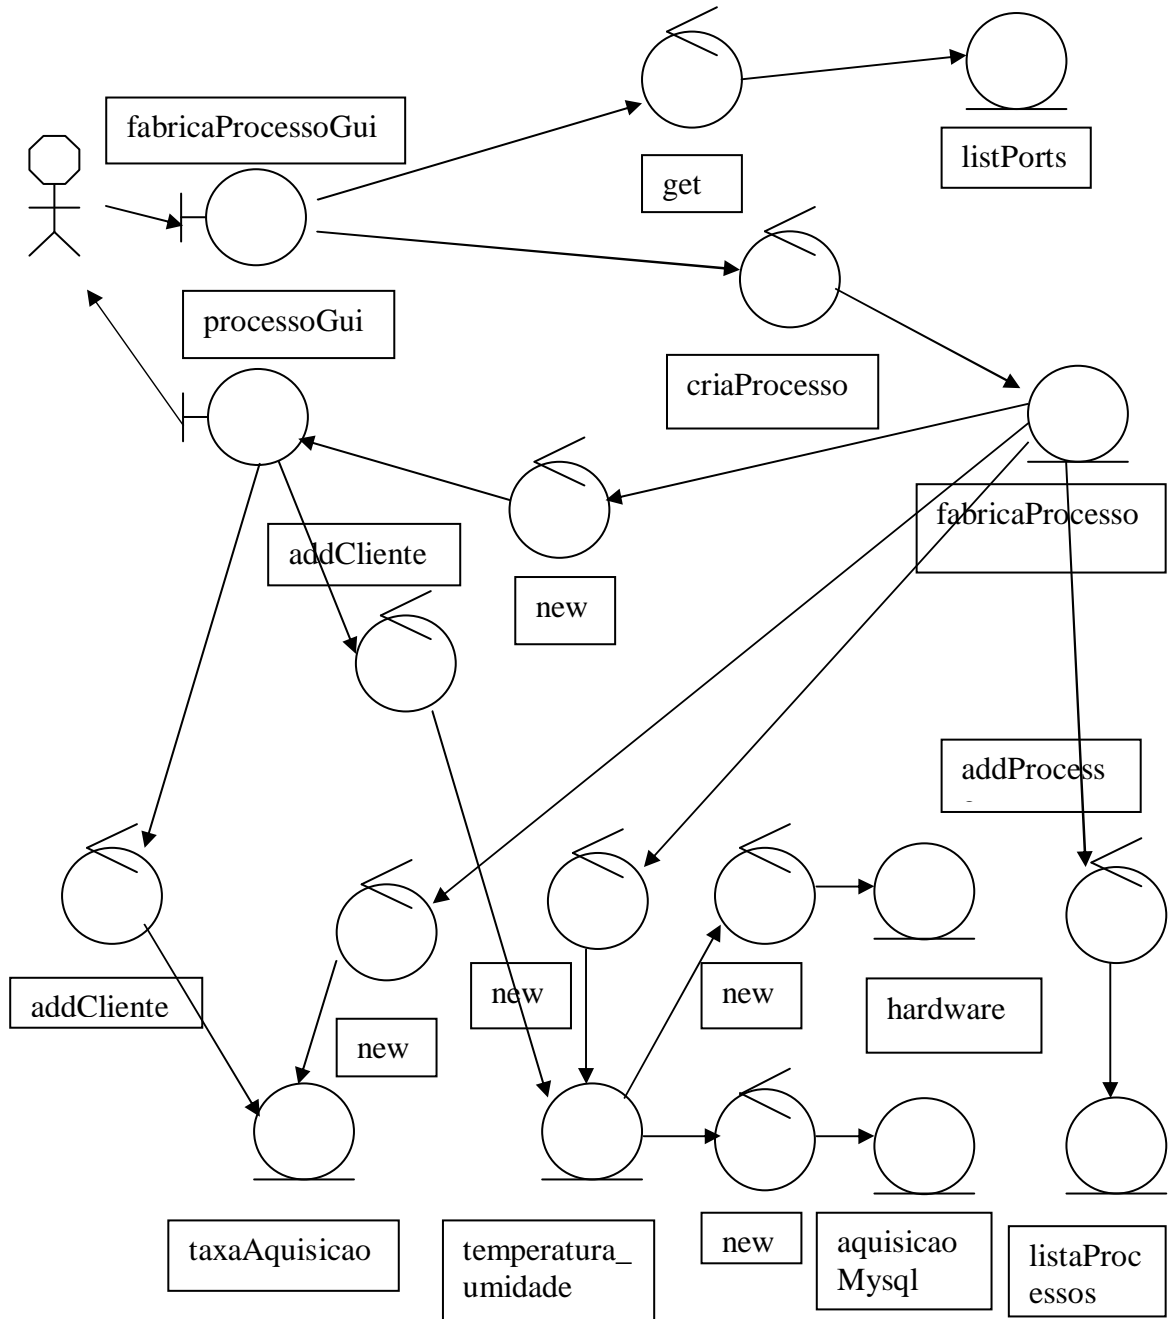 fabricaProcessoGui
get
listPorts
processoGui
criaProcesso
addCliente
new
fabricaProcesso
addProcess
addCliente
new
new
new
hardware
taxaAquisicao
temperatura_
umidade
new
aquisicao
Mysql
listaProc
essos